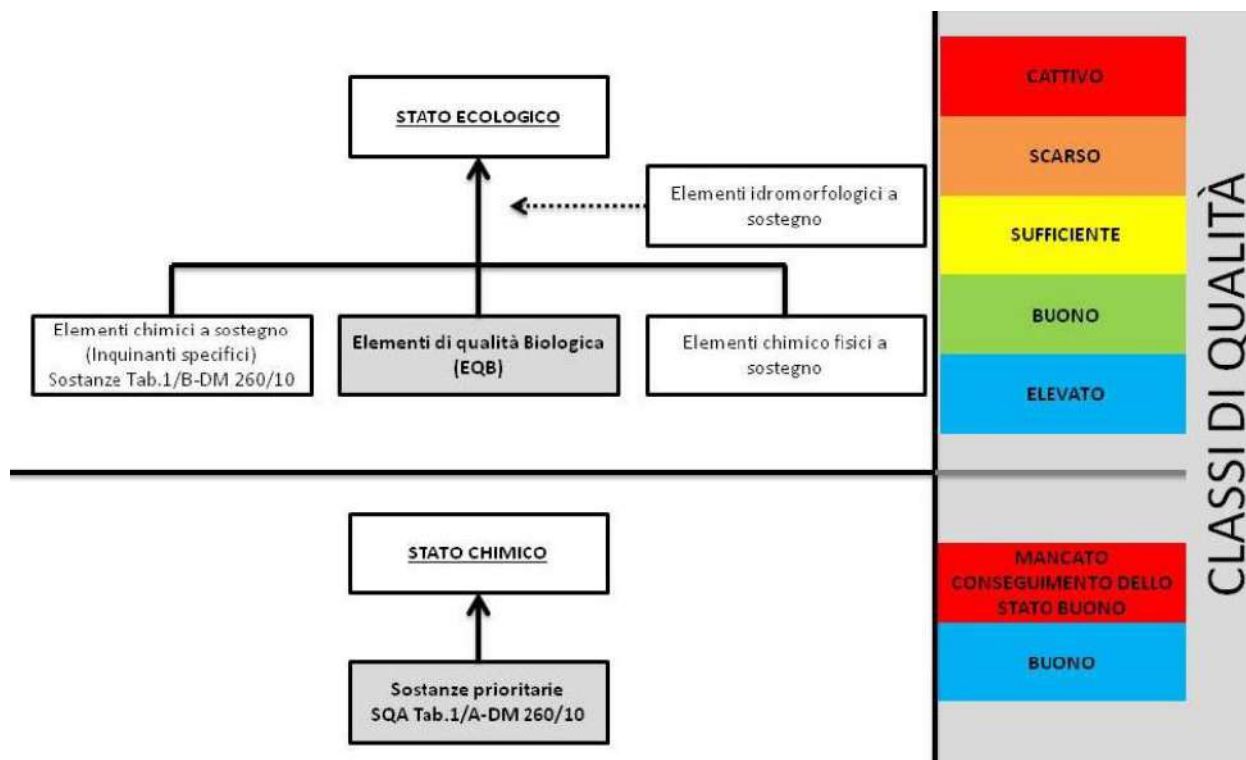 STATO ECOLOGICO
Elementi idromorfologici a
sostegno
Elementi chimici a sostegno
(Inquinanti specifici)
Sostanze Tab.1/B-DM 260/10
Elementi di qualità Biologica
(EQB)
Elementi chimico fisici a
sostegno
CATTIVO
SCARSO
SUFFICIENTE
BUONO
ELEVATO
STATO CHIMICO
Sostanze prioritarie
SQA Tab.1/A-DM 260/10
MANCATO
CONSEGUIMENTO DELLO
STATO BUONO
BUONO
CLASSI DI QUALITÀ